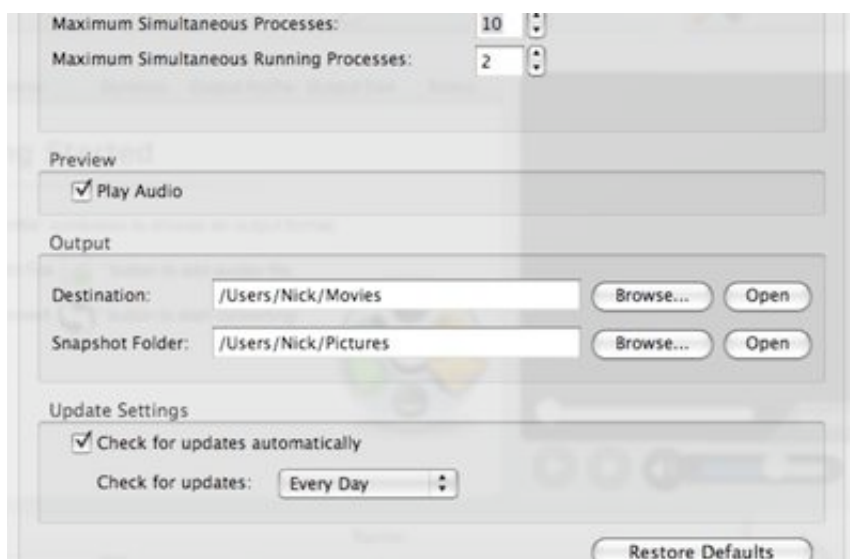 Maximum Simultaneous Processes: 10
Maximum Simultaneous Running Processes: 2
Preview
Play Audio
Output
Destination: /Users/Nick/Movies Browse... Open
Snapshot Folder: /Users/Nick/Pictures Browse... Open
Update Settings
Check for updates automatically
Check for updates: Every Day
Restore Defaults